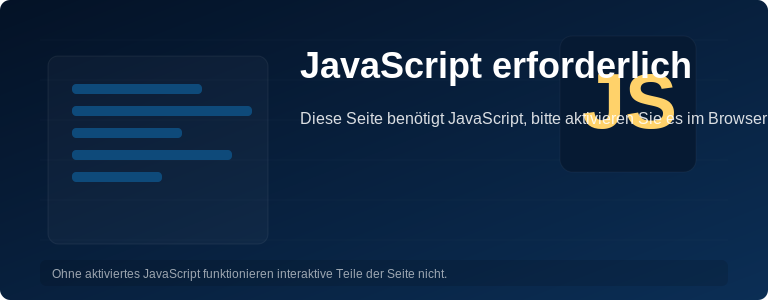 JavaScript erforderlich
JS
Diese Seite benötigt JavaScript, bitte aktivieren Sie es im Browser
Ohne aktiviertes JavaScript funktionieren interaktive Teile der Seite nicht.